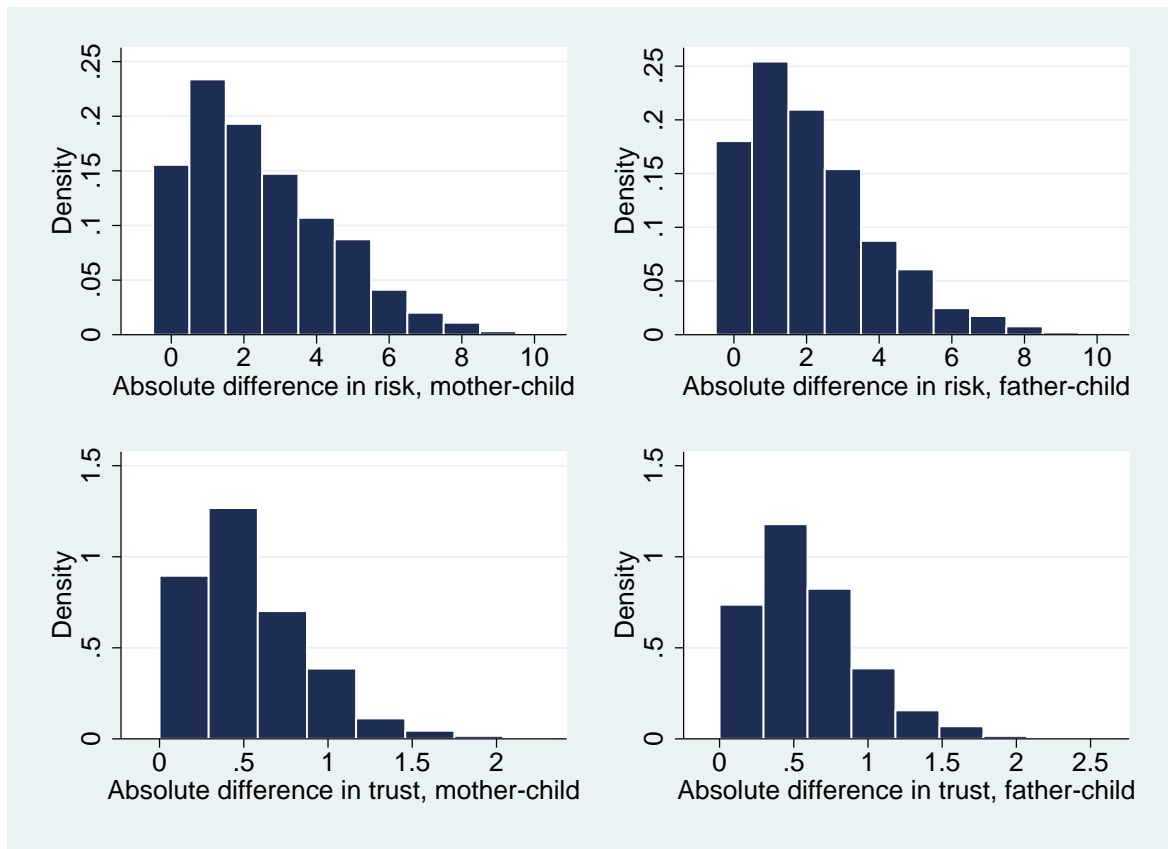 .25
.2
.15
.1
.05
0
Density
0 2 4 6 8 10
Absolute difference in risk, mother-child
.25
.2
.15
.1
.05
0
Density
0 2 4 6 8 10
Absolute difference in risk, father-child
1.5
1
.5
0
Density
0 .5 1 1.5 2
Absolute difference in trust, mother-child
1.5
1
.5
0
Density
0 .5 1 1.5 2 2.5
Absolute difference in trust, father-child